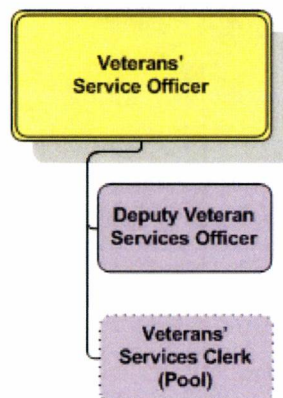 Veterans'
Service Officer
Deputy Veteran
Services Officer
Veterans'
Services Clerk
(Pool)